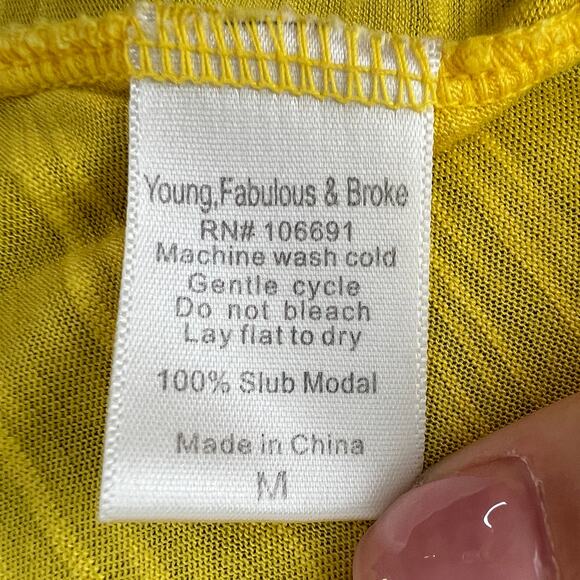 Young,Fabulous & Broke
RN# 106691
Machine wash cold
Gentle cycle
Do not bleach
Lay flat to dry
100% Slub Modal
Made in China
M